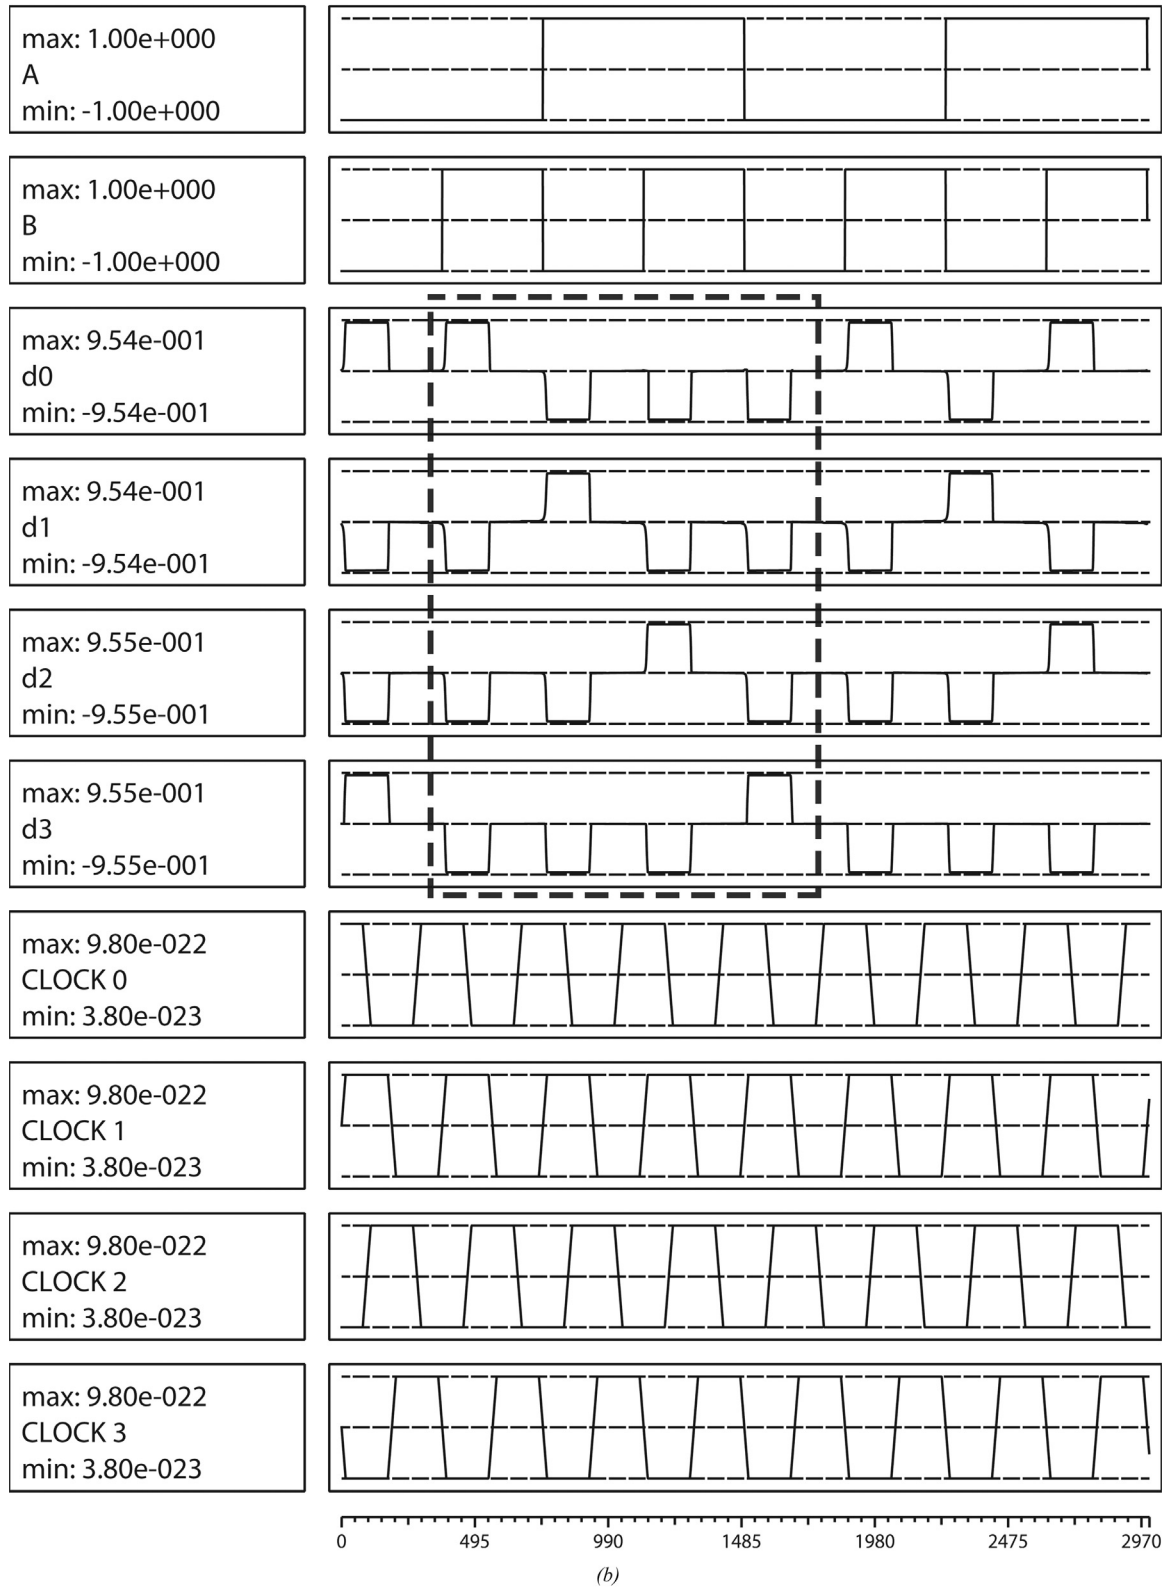 max: 1.00e+000
A
min: -1.00e+000
max: 1.00e+000
B
min: -1.00e+000
max: 9.54e-001
d0
min: -9.54e-001
max: 9.54e-001
d1
min: -9.54e-001
max: 9.55e-001
d2
min: -9.55e-001
max: 9.55e-001
d3
min: -9.55e-001
max: 9.80e-022
CLOCK 0
min: 3.80e-023
max: 9.80e-022
CLOCK 1
min: 3.80e-023
max: 9.80e-022
CLOCK 2
min: 3.80e-023
max: 9.80e-022
CLOCK 3
min: 3.80e-023
0 495 990 1485 1980 2475 2970
(b)